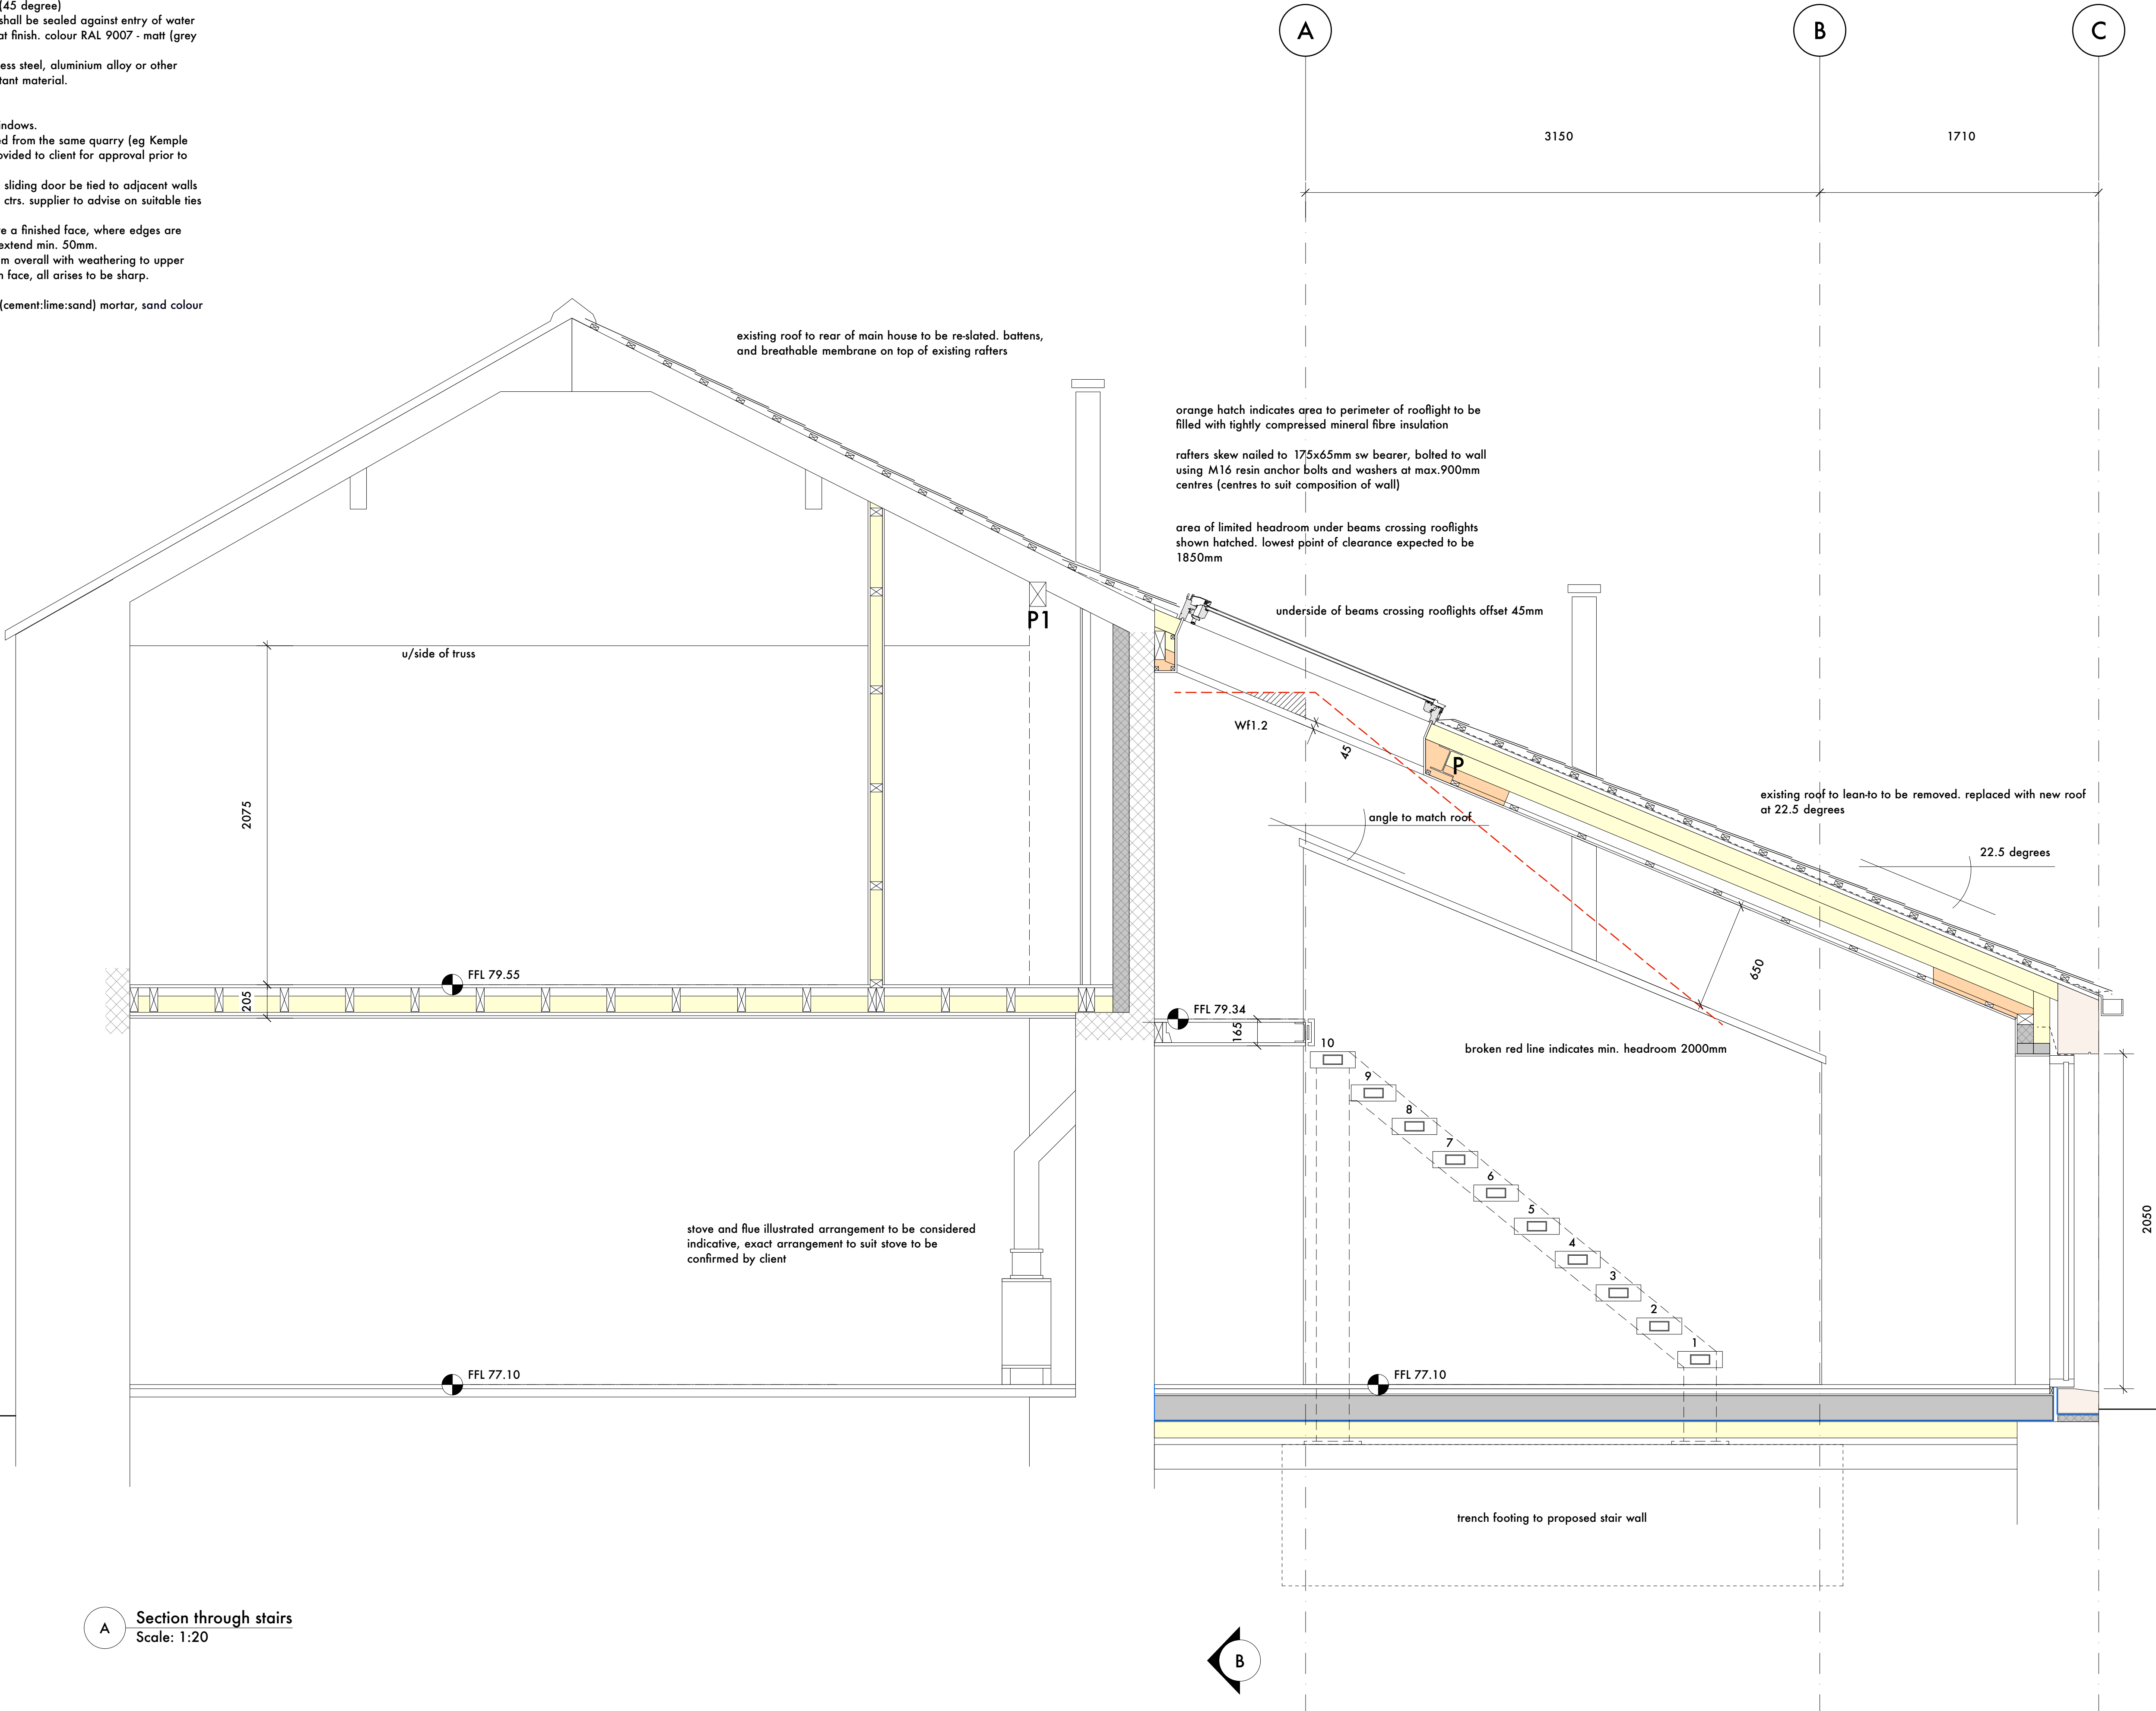 (45 degree)
shall be sealed against entry of water
at finish. colour RAL 9007 - matt (grey
ess steel, aluminium alloy or other
tant material.
indows.
ed from the same quarry (eg Kemple
ovided to client for approval prior to
sliding door be tied to adjacent walls
ctrs. supplier to advise on suitable ties
e a finished face, where edges are
extend min. 50mm.
m overall with weathering to upper
n face, all arises to be sharp.
(cement:lime:sand) mortar, sand colour
A
B
C
3150
1710
existing roof to rear of main house to be re-slated. battens,
and breathable membrane on top of existing rafters
orange hatch indicates area to perimeter of rooflight to be
filled with tightly compressed mineral fibre insulation
rafters skew nailed to 175x65mm sw bearer, bolted to wall
using M16 resin anchor bolts and washers at max.900mm
centres (centres to suit composition of wall)
area of limited headroom under beams crossing rooflights
shown hatched. lowest point of clearance expected to be
1850mm
underside of beams crossing rooflights offset 45mm
P1
u/side of truss
Wf1.2
45
P
existing roof to lean-to to be removed. replaced with new roof
at 22.5 degrees
angle to match roof
22.5 degrees
2075
650
FFL 79.55
205
FFL 79.34
165
broken red line indicates min. headroom 2000mm
10
9
8
7
6
5
4
3
2
1
2050
stove and flue illustrated arrangement to be considered
indicative, exact arrangement to suit stove to be
confirmed by client
FFL 77.10
FFL 77.10
trench footing to proposed stair wall
A
Section through stairs
Scale: 1:20
B